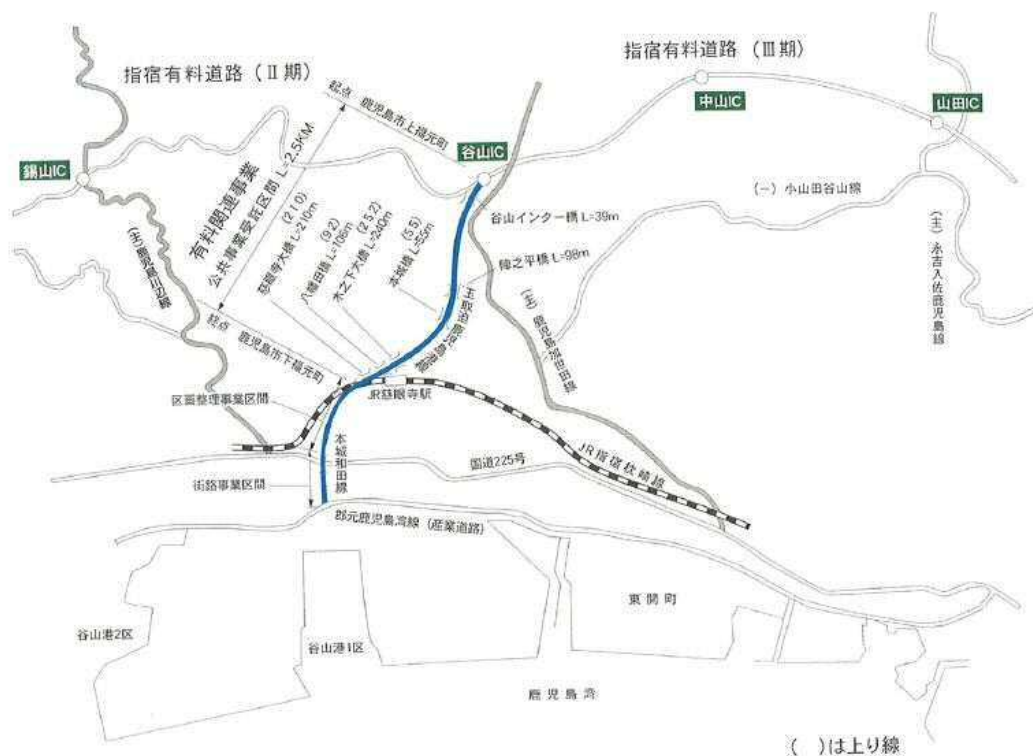 指宿有料道路(Ⅱ期)
指宿有料道路(Ⅲ期)
起点 鹿児島市上福元町
中山IC
山田IC
谷山IC
錫山IC
有料関連事業
公共事業受託区間 L=2.5KM
(210)
慈眼寺大橋 L=210m
(92)
八幡田橋 L=106m
(252)
木之下大橋 L=240m
(55)
本城橋 L=55m
(一)小山田谷山線
谷山インター橋 L=39m
陣之平橋 L=98m
(主)鹿児島川辺線
(主)永吉入佐鹿児島線
玉取迫鹿児島港線
(主)鹿児島加世田線
終点 鹿児島市下福元町
JR慈眼寺駅
区画整理事業区間
本城和田線
国道225号
JR指宿枕崎線
街路事業区間
郡元鹿児島湾線(産業道路)
東開町
谷山港2区
谷山港1区
鹿児島湾
( )は上り線